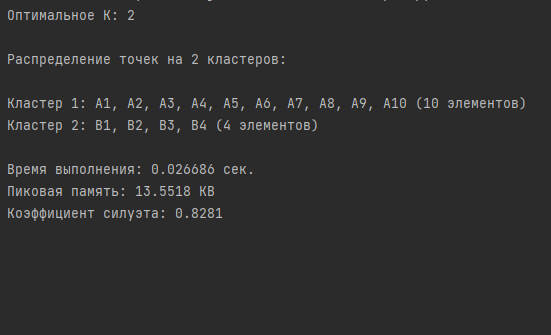 Оптимальное K: 2
Распределение точек на 2 кластеров:
Кластер 1: A1, A2, A3, A4, A5, A6, A7, A8, A9, A10 (10 элементов)
Кластер 2: B1, B2, B3, B4 (4 элементов)
Время выполнения: 0.026686 сек.
Пиковая память: 13.5518 KB
Коэффициент силуэта: 0.8281